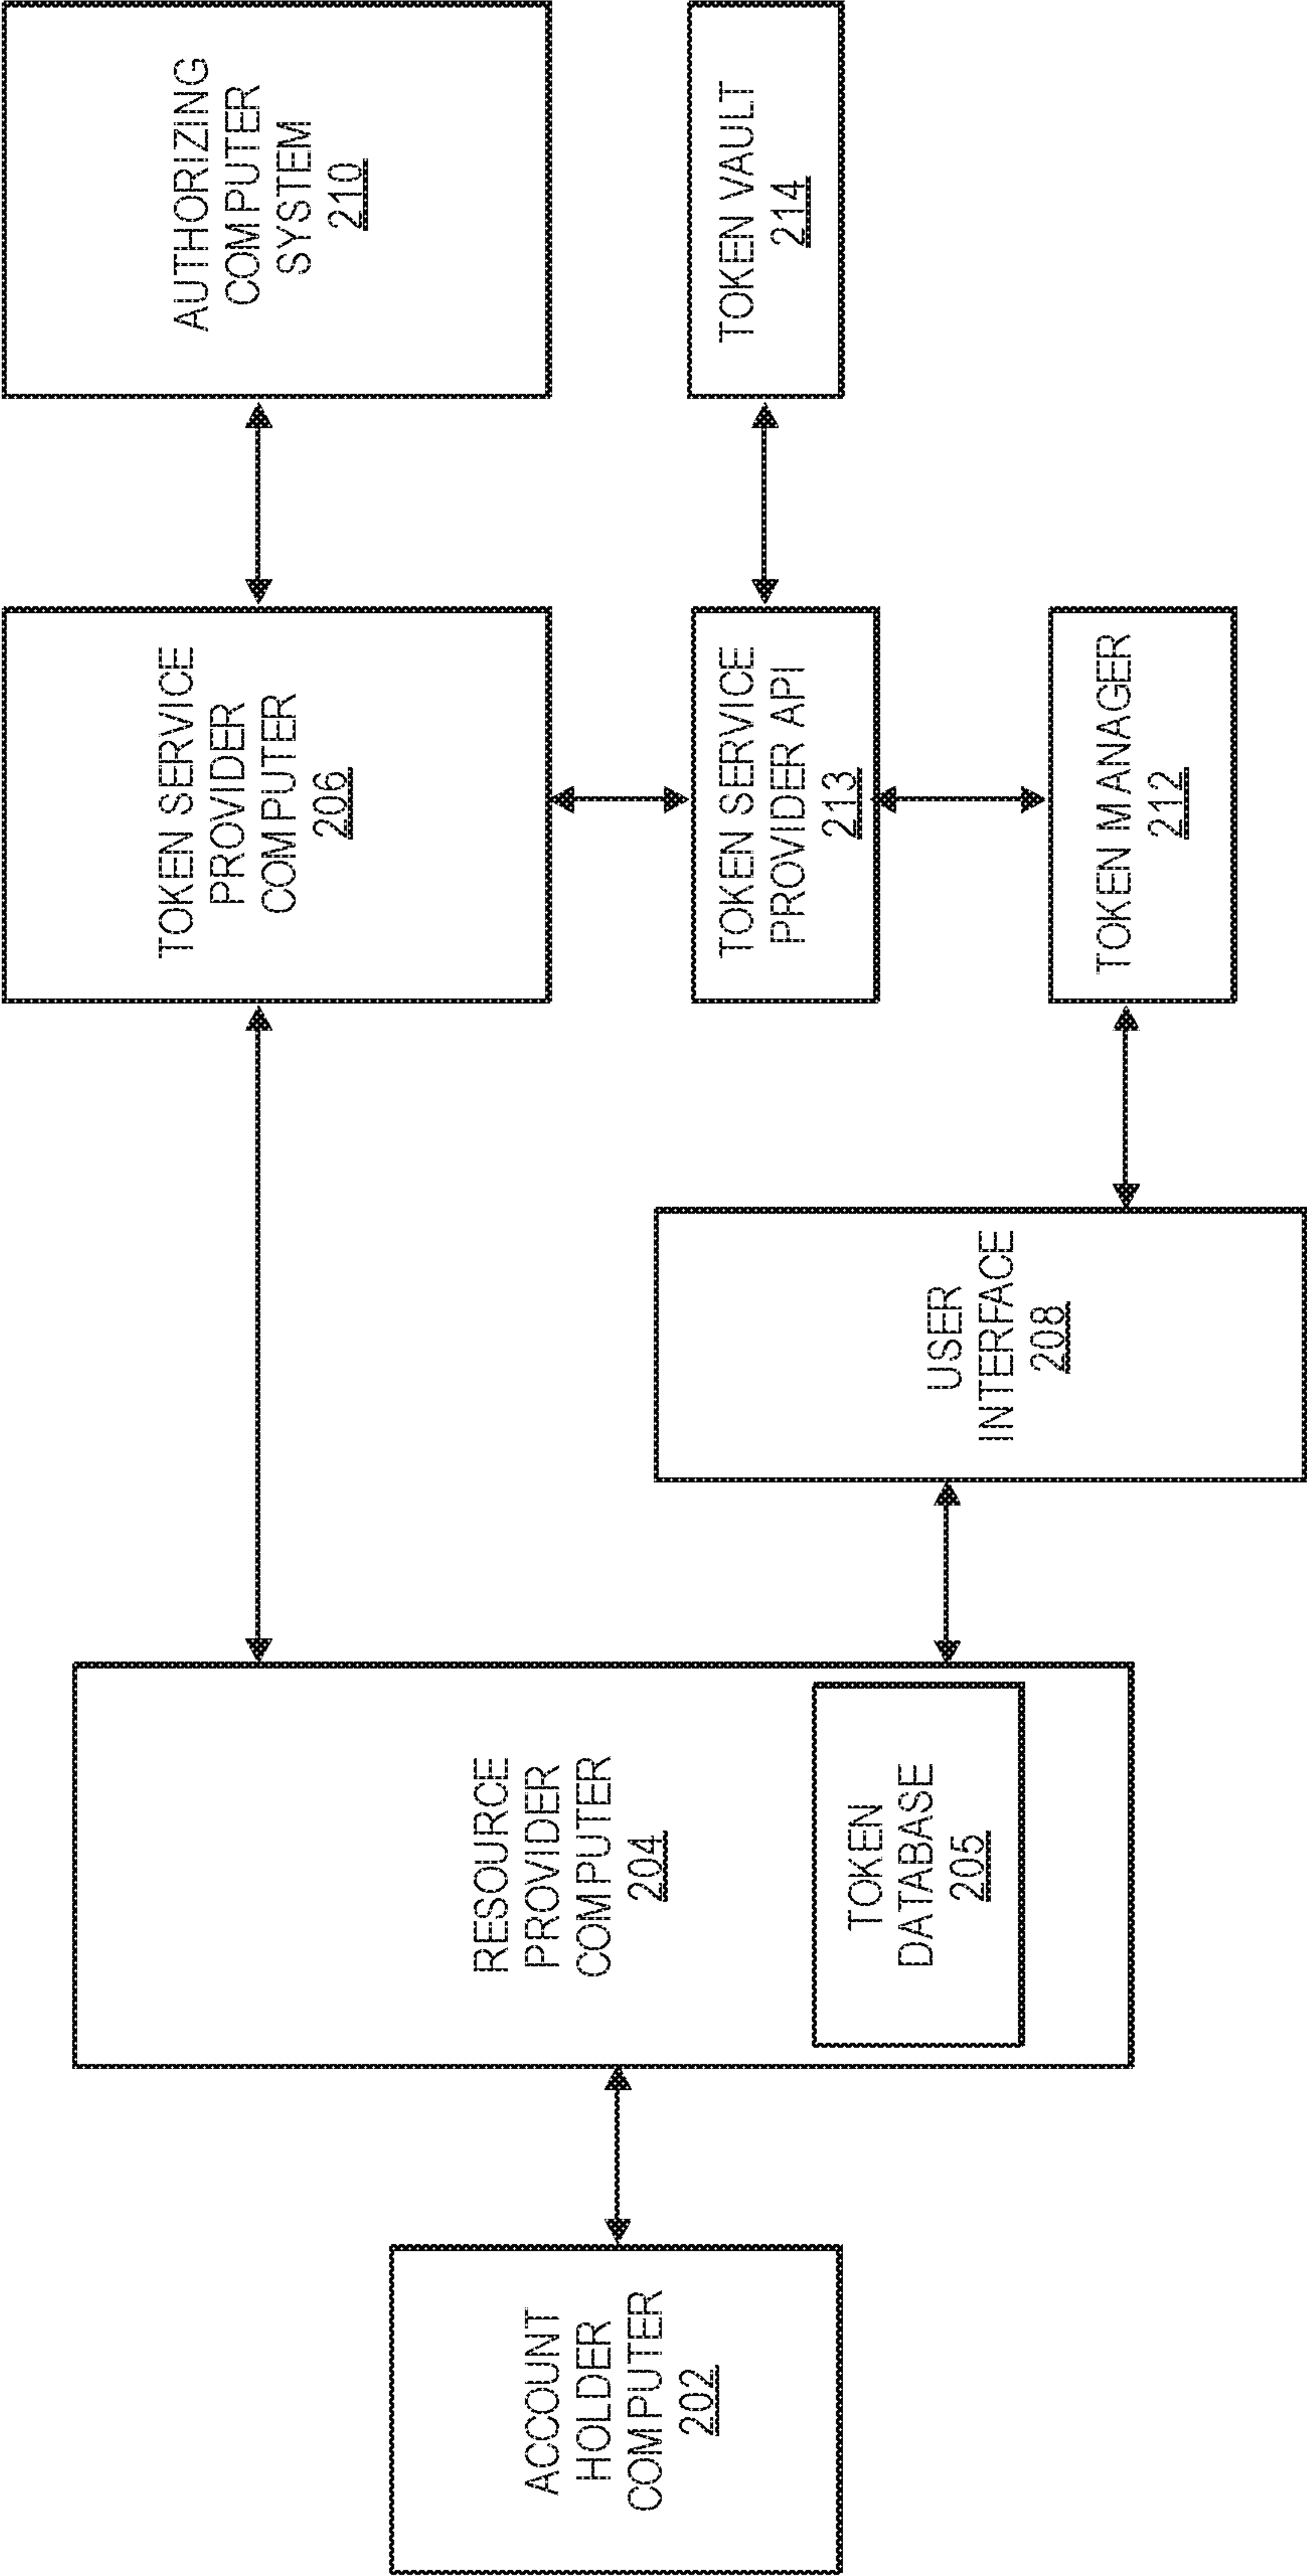 ACCOUNT
HOLDER
COMPUTER
202
RESOURCE
PROVIDER
COMPUTER
204
TOKEN
DATABASE
205
USER
INTERFACE
208
TOKEN SERVICE
PROVIDER
COMPUTER
206
TOKEN SERVICE
PROVIDER API
213
TOKEN MANAGER
212
AUTHORIZING
COMPUTER
SYSTEM
210
TOKEN VAULT
214